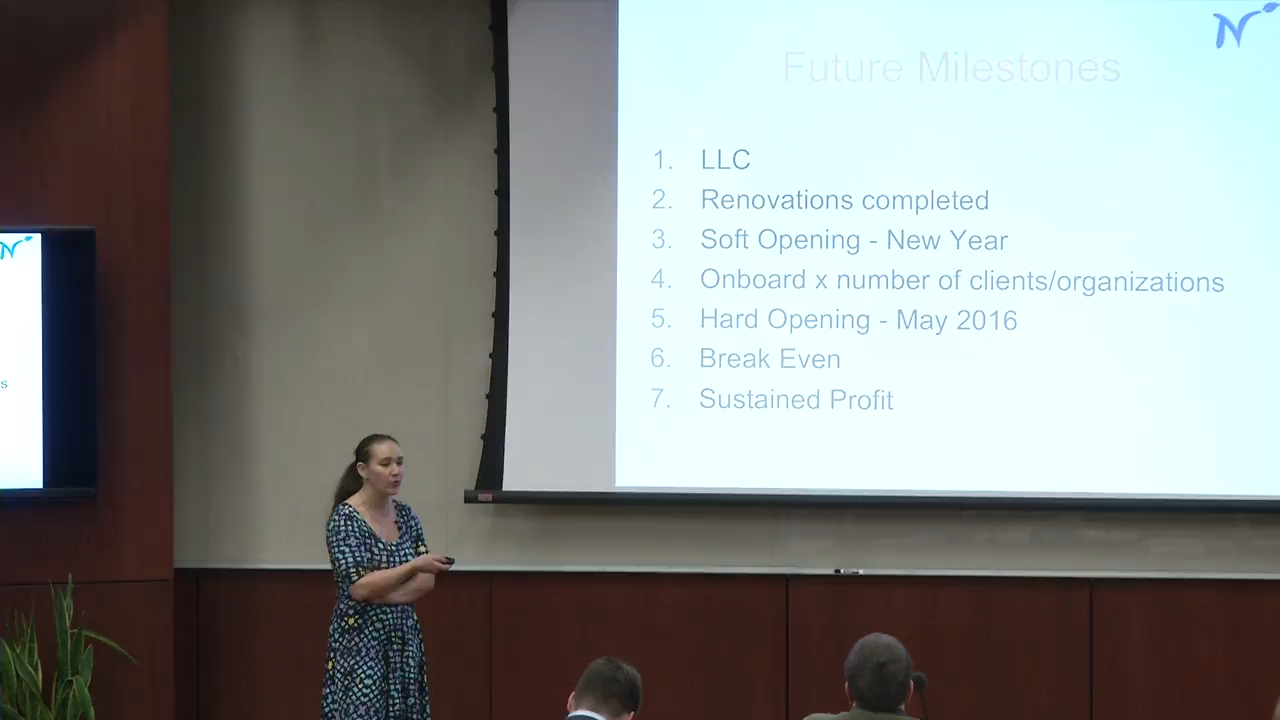 N
Future Milestones
1. LLC
2. Renovations completed
3. Soft Opening - New Year
4. Onboard x number of clients/organizations
5. Hard Opening - May 2016
6. Break Even
7. Sustained Profit
N
s